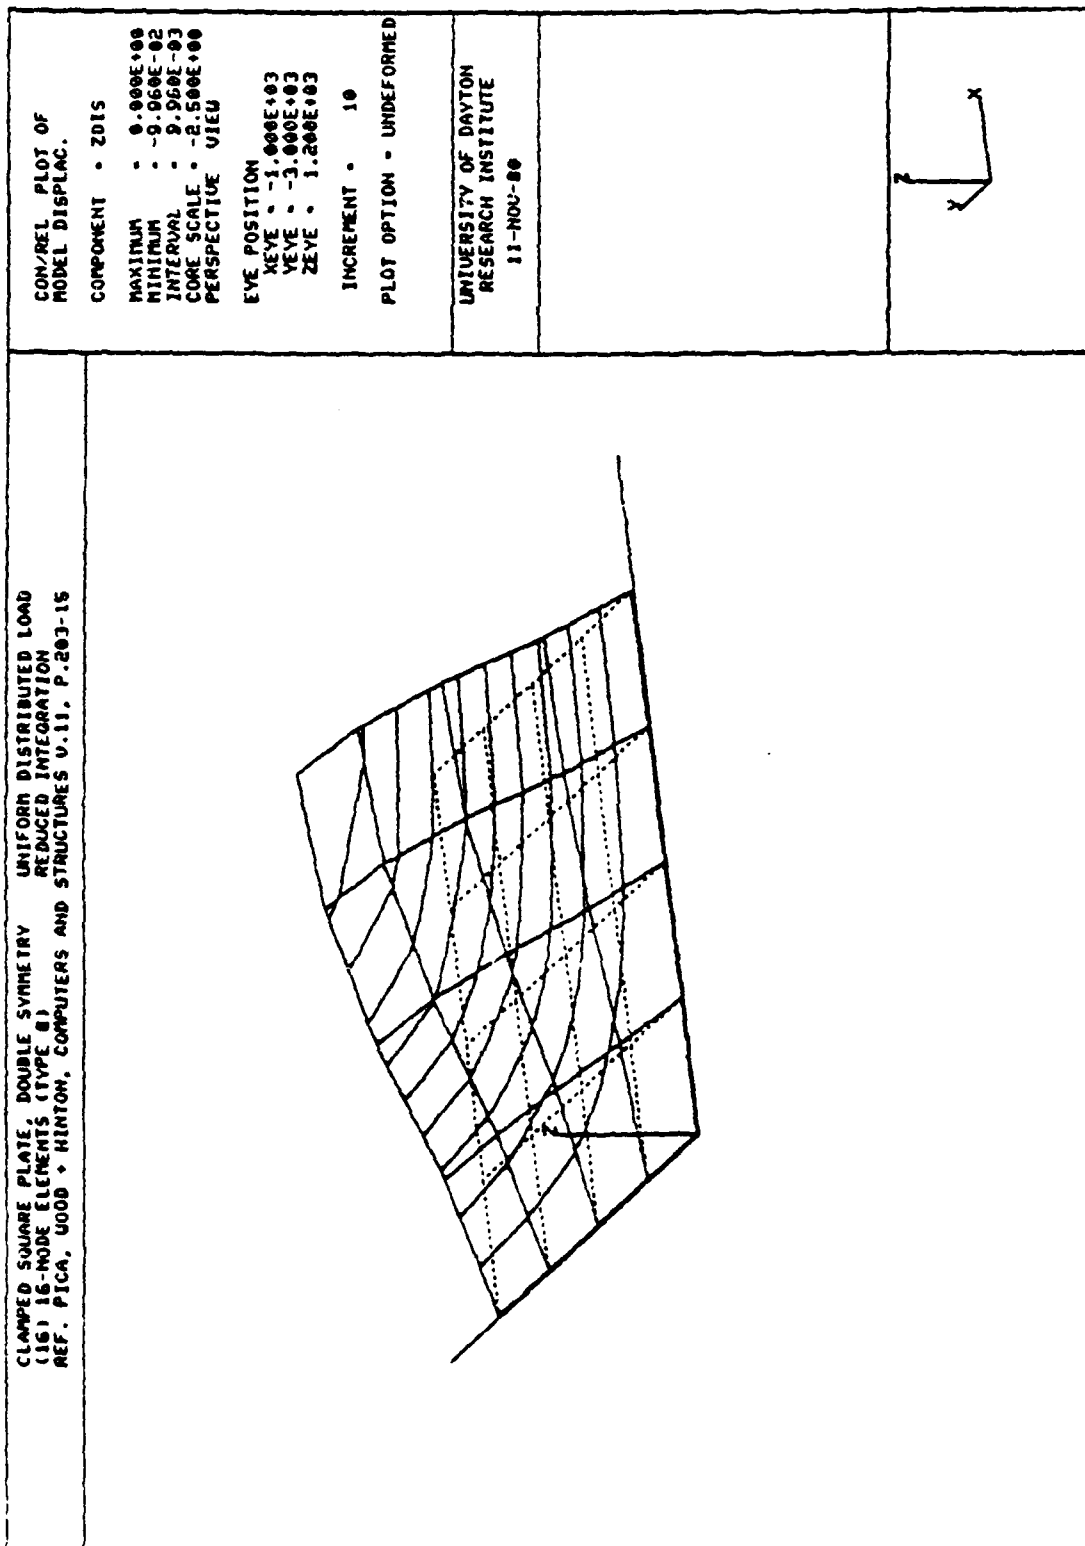 CLAMPED SQUARE PLATE, DOUBLE SYMMETRY UNIFORM DISTRIBUTED LOAD
(16) 16-NODE ELEMENTS (TYPE 8) REDUCED INTEGRATION
REF. PICA, WOOD + HINTON, COMPUTERS AND STRUCTURES V.11, P.203-15
CON/REL PLOT OF
MODEL DISPLAC.
COMPONENT = ZDIS
MAXIMUM = 0.000E+00
MINIMUM = -9.960E-02
INTERVAL = 9.960E-03
CORE SCALE = -2.500E+00
PERSPECTIVE VIEW
EYE POSITION
XEYE = -1.000E+03
YEYE = -3.000E+03
ZEYE = 1.200E+03
INCREMENT = 10
PLOT OPTION = UNDEFORMED
UNIVERSITY OF DAYTON
RESEARCH INSTITUTE
11-NOV-80
Z
Y
X
Z